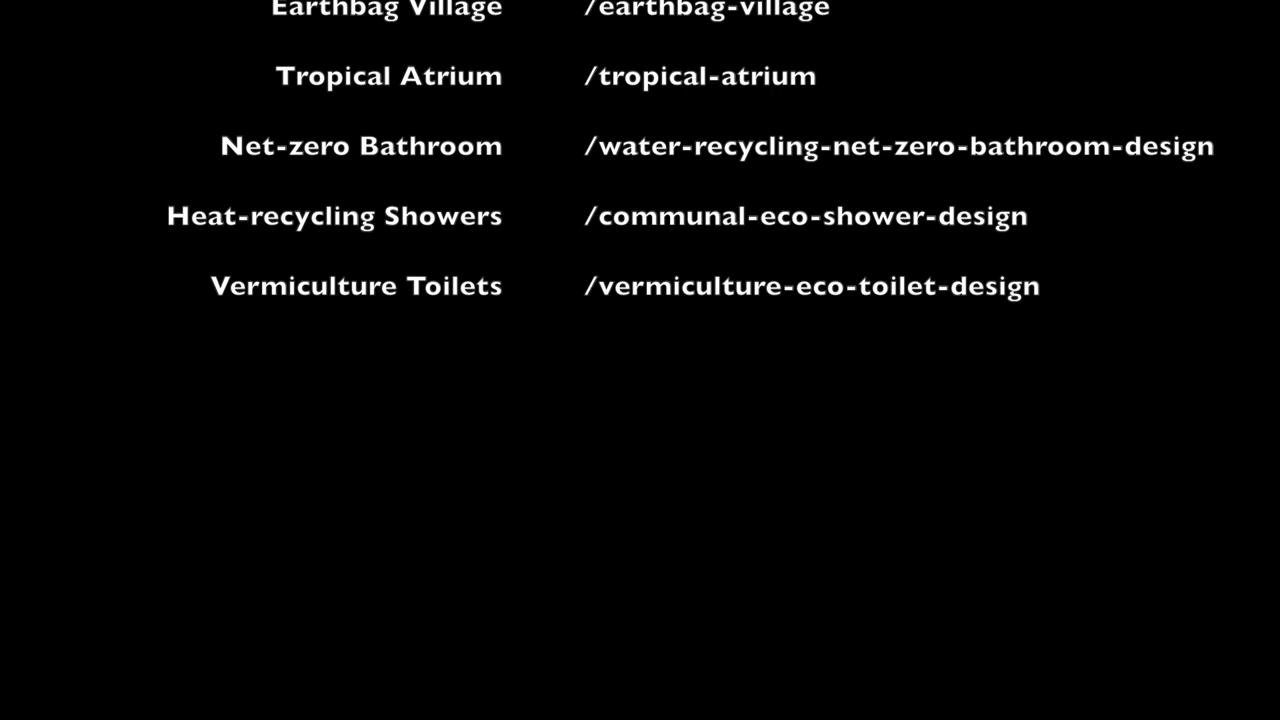 Earthbag Village /earthbag-village
Tropical Atrium /tropical-atrium
Net-zero Bathroom /water-recycling-net-zero-bathroom-design
Heat-recycling Showers /communal-eco-shower-design
Vermiculture Toilets /vermiculture-eco-toilet-design